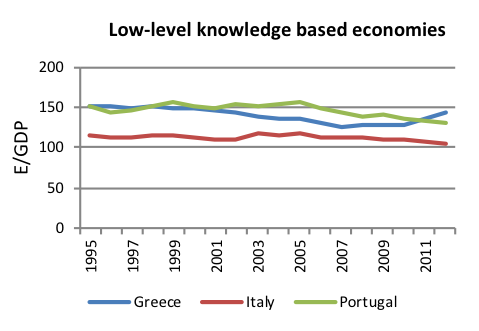 Low-level knowledge based economies
200
150
100
50
0
E/GDP
1995
1997
1999
2001
2003
2005
2007
2009
2011
Greece
Italy
Portugal